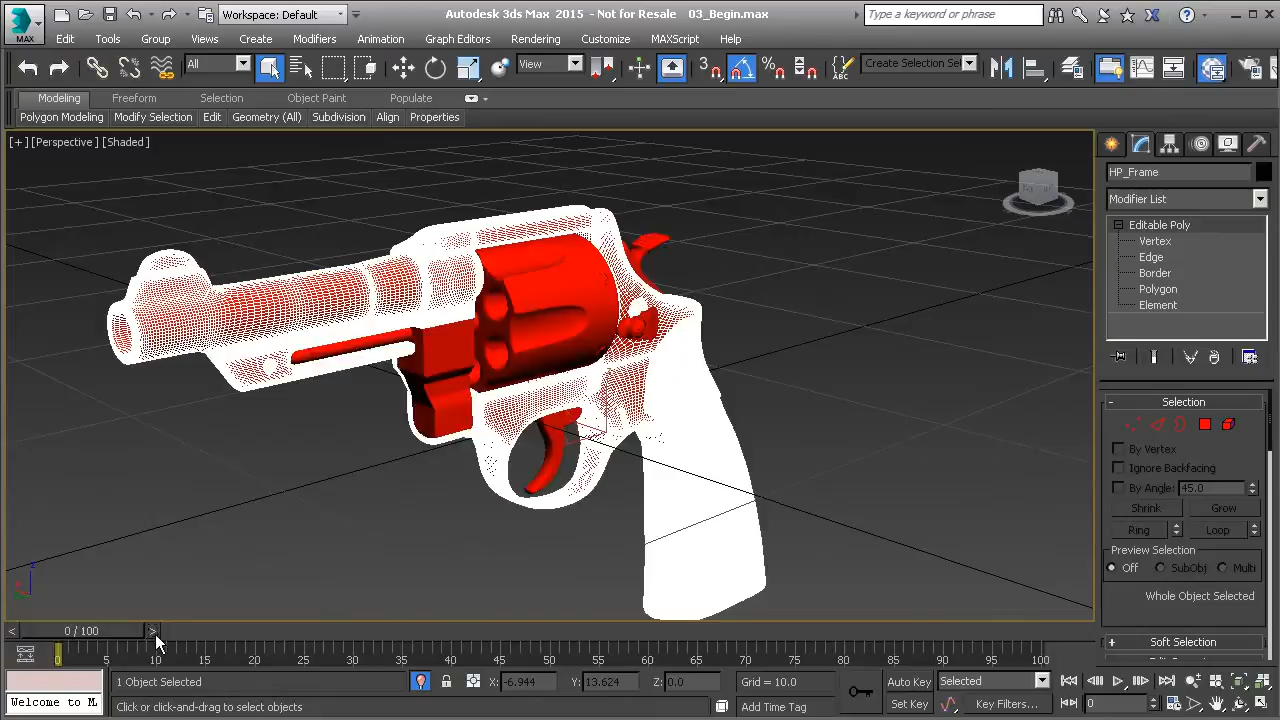 Workspace: Default
Autodesk 3ds Max 2015 - Not for Resale 03_Begin.max
Type a keyword or phrase
MAX
Edit Tools Group Views Create Modifiers Animation Graph Editors Rendering Customize MAXScript Help
All
View
3
Create Selection Se
Modeling Freeform Selection Object Paint Populate
Polygon Modeling Modify Selection Edit Geometry (All) Subdivision Align Properties
[+] [Perspective] [Shaded]
HP_Frame
Modifier List
Editable Poly
Vertex
Edge
Border
Polygon
Element
Selection
By Vertex
Ignore Backfacing
By Angle: 45.0
Shrink Grow
Ring Loop
Preview Selection
Off SubObj Multi
Whole Object Selected
Soft Selection
z
< 0 / 100 >
0 5 10 15 20 25 30 35 40 45 50 55 60 65 70 75 80 85 90 95 100
1 Object Selected X: -6.944 Y: 13.624 Z: 0.0 Grid = 10.0 Auto Key Selected
Welcome to M Click or click-and-drag to select objects Add Time Tag Set Key Key Filters... 0